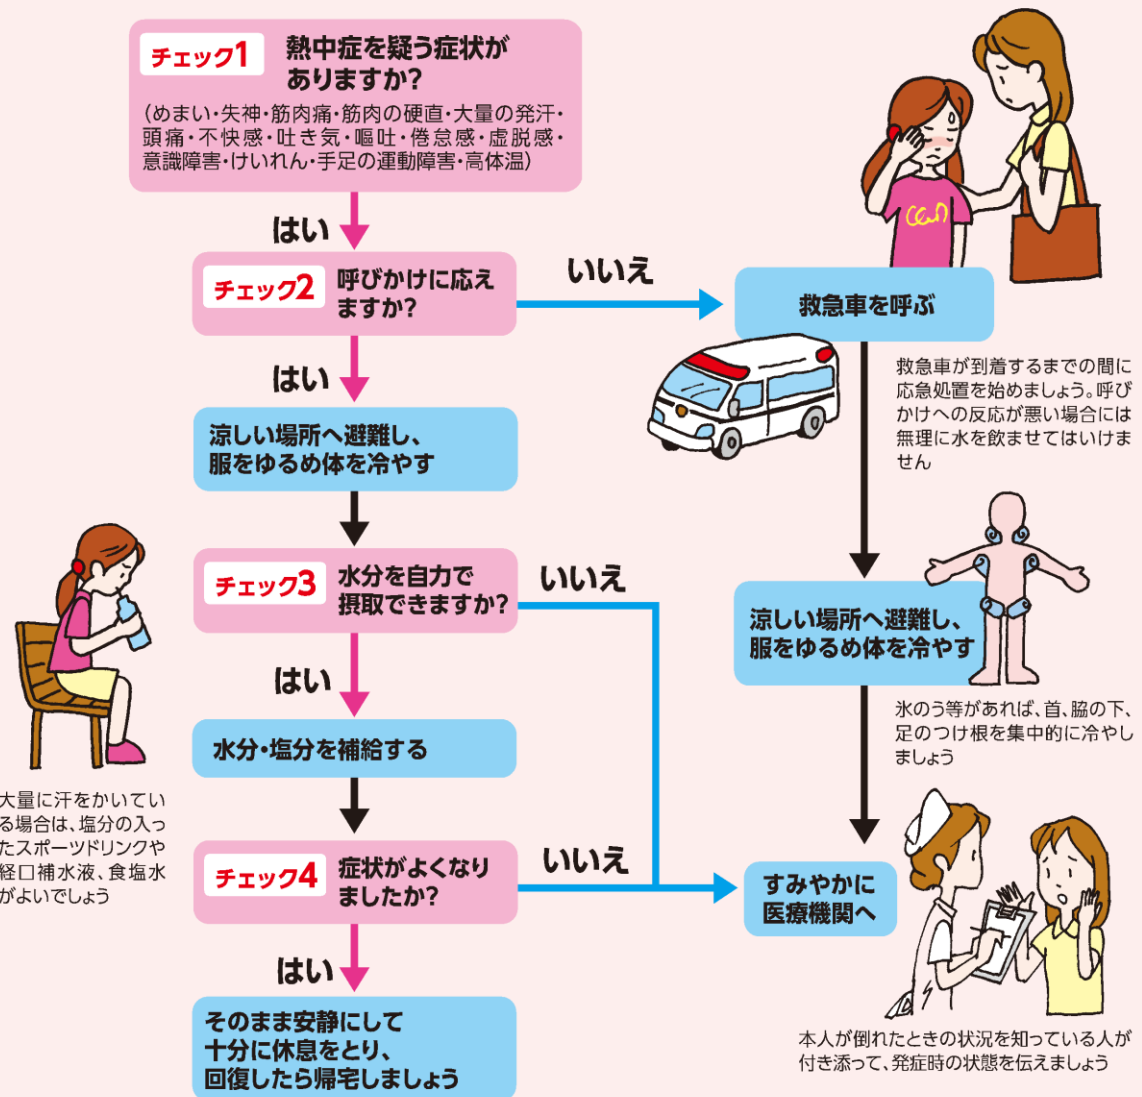 チェック1
熱中症を疑う症状が
ありますか?
(めまい・失神・筋肉痛・筋肉の硬直・大量の発汗・
頭痛・不快感・吐き気・嘔吐・倦怠感・虚脱感・
意識障害・けいれん・手足の運動障害・高体温)
はい
チェック2
呼びかけに応え
ますか?
いいえ
救急車を呼ぶ
救急車が到着するまでの間に
応急処置を始めましょう。呼び
かけへの反応が悪い場合には
無理に水を飲ませてはいけま
せん
はい
涼しい場所へ避難し、
服をゆるめ体を冷やす
チェック3
水分を自力で
摂取できますか?
いいえ
涼しい場所へ避難し、
服をゆるめ体を冷やす
氷のう等があれば、首、脇の下、
足のつけ根を集中的に冷やし
ましょう
はい
水分・塩分を補給する
大量に汗をかいてい
る場合は、塩分の入っ
たスポーツドリンクや
経口補水液、食塩水
がよいでしょう
チェック4
症状がよくなり
ましたか?
いいえ
すみやかに
医療機関へ
本人が倒れたときの状況を知っている人が
付き添って、発症時の状態を伝えましょう
はい
そのまま安静にして
十分に休息をとり、
回復したら帰宅しましょう